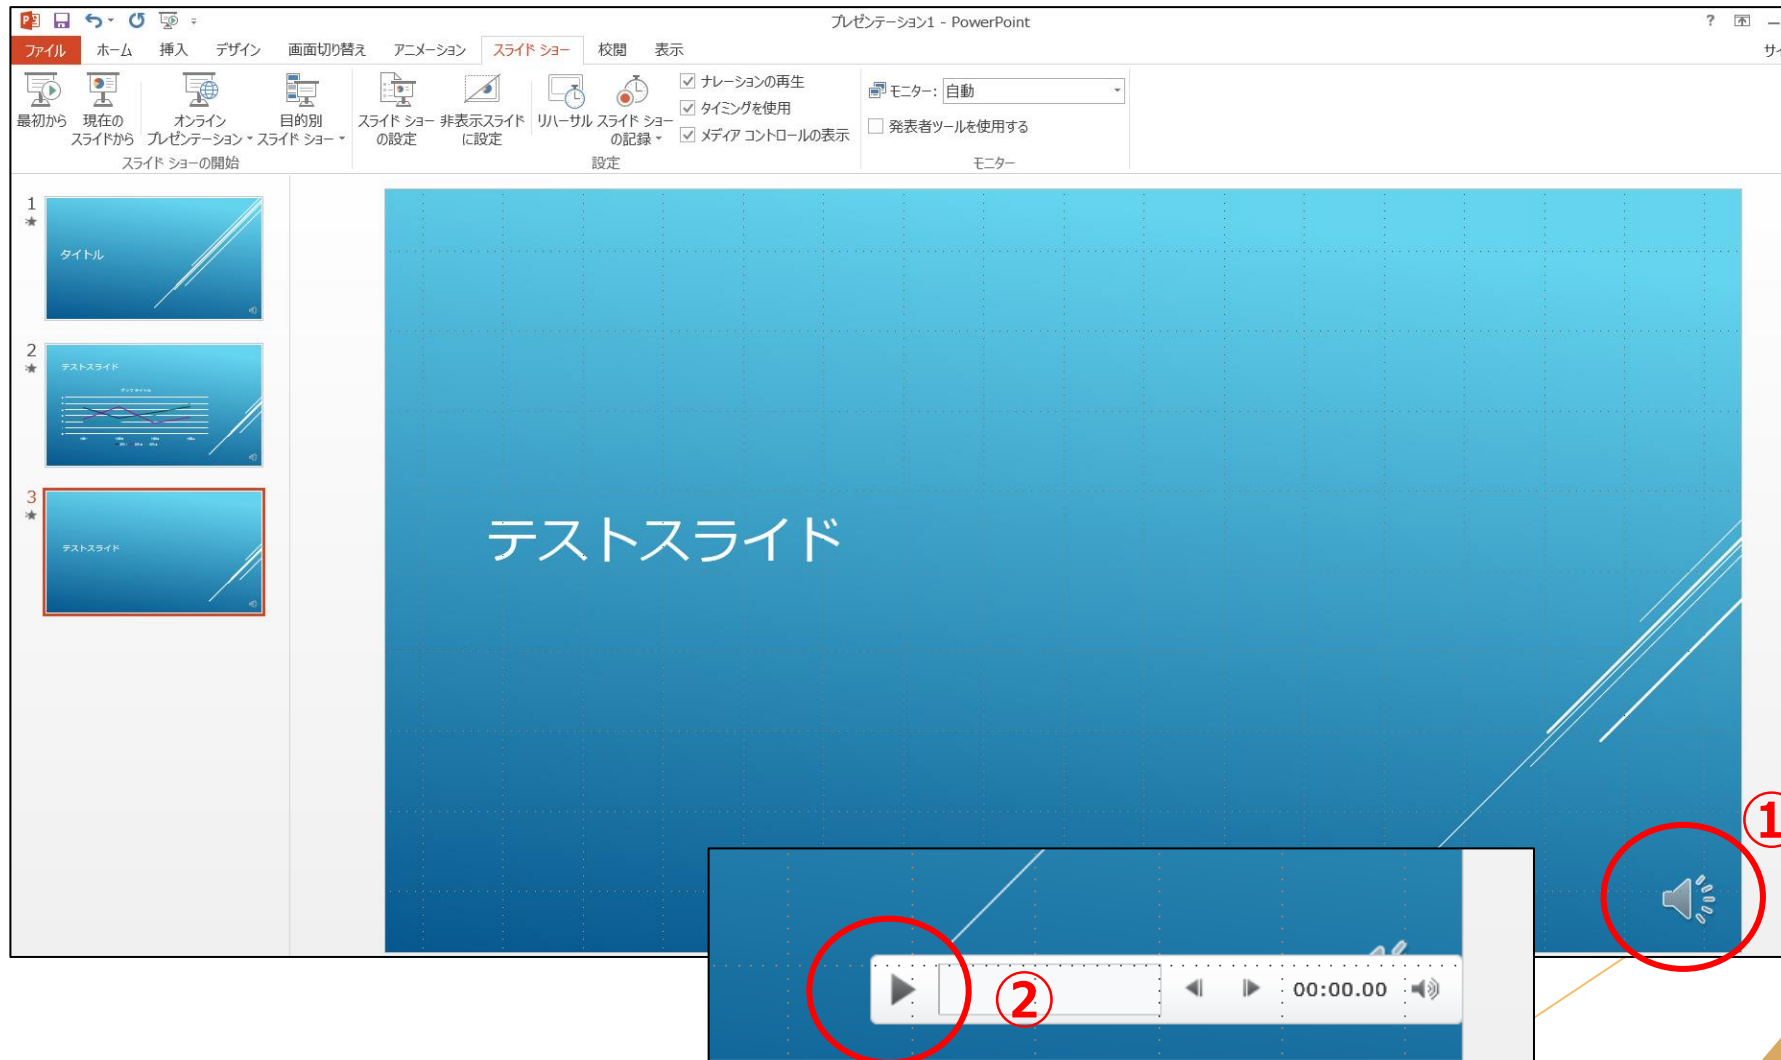 プレゼンテーション1 - PowerPoint
?
ファイル ホーム 挿入 デザイン 画面切り替え アニメーション スライド ショー 校閲 表示
最初から
現在の
スライドから
オンライン
プレゼンテーション
目的別
スライド ショー
スライド ショーの開始
スライド ショー
の設定
非表示スライド
に設定
リハーサル
スライド ショー
の記録
ナレーションの再生
タイミングを使用
メディア コントロールの表示
設定
モニター: 自動
発表者ツールを使用する
モニター
1
タイトル
2
テストスライド
3
テストスライド
テストスライド
①
②
00:00.00